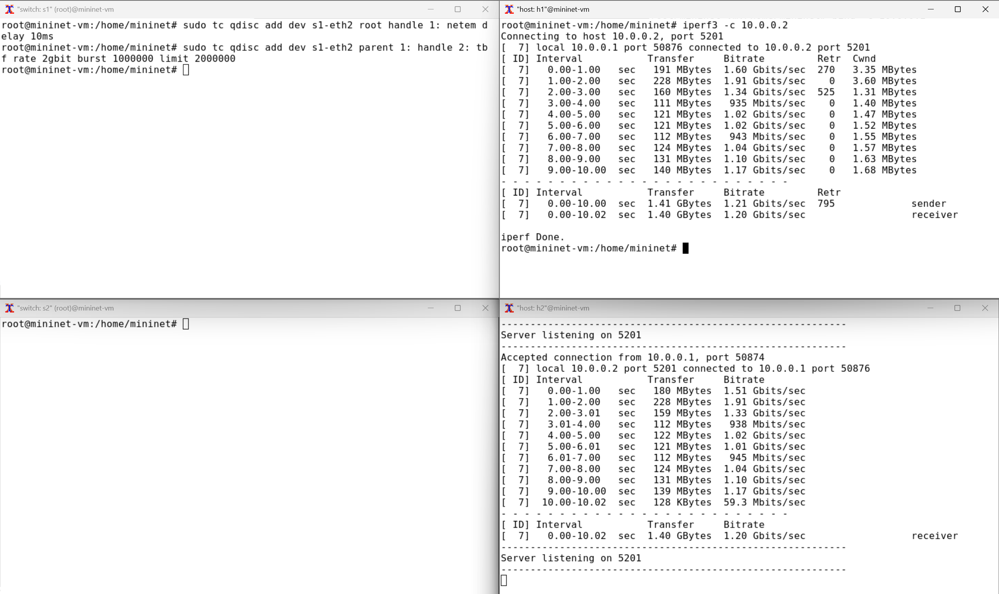 "switch: s1" (root)@mininet-vm
root@mininet-vm:/home/mininet# sudo tc qdisc add dev s1-eth2 root handle 1: netem d
elay 10ms
root@mininet-vm:/home/mininet# sudo tc qdisc add dev s1-eth2 parent 1: handle 2: tb
f rate 2gbit burst 1000000 limit 2000000
root@mininet-vm:/home/mininet#
"host: h1"@mininet-vm
root@mininet-vm:/home/mininet# iperf3 -c 10.0.0.2
Connecting to host 10.0.0.2, port 5201
[  7] local 10.0.0.1 port 50876 connected to 10.0.0.2 port 5201
[ ID] Interval           Transfer     Bitrate         Retr  Cwnd
[  7]   0.00-1.00   sec   191 MBytes  1.60 Gbits/sec  270   3.35 MBytes
[  7]   1.00-2.00   sec   228 MBytes  1.91 Gbits/sec    0   3.60 MBytes
[  7]   2.00-3.00   sec   160 MBytes  1.34 Gbits/sec  525   1.31 MBytes
[  7]   3.00-4.00   sec   111 MBytes   935 Mbits/sec    0   1.40 MBytes
[  7]   4.00-5.00   sec   121 MBytes  1.02 Gbits/sec    0   1.47 MBytes
[  7]   5.00-6.00   sec   121 MBytes  1.02 Gbits/sec    0   1.52 MBytes
[  7]   6.00-7.00   sec   112 MBytes   943 Mbits/sec    0   1.55 MBytes
[  7]   7.00-8.00   sec   124 MBytes  1.04 Gbits/sec    0   1.57 MBytes
[  7]   8.00-9.00   sec   131 MBytes  1.10 Gbits/sec    0   1.63 MBytes
[  7]   9.00-10.00  sec   140 MBytes  1.17 Gbits/sec    0   1.68 MBytes
- - - - - - - - - - - - - - - - - - - - - - - - -
[ ID] Interval           Transfer     Bitrate         Retr
[  7]   0.00-10.00  sec  1.41 GBytes  1.21 Gbits/sec  795             sender
[  7]   0.00-10.02  sec  1.40 GBytes  1.20 Gbits/sec                  receiver
iperf Done.
root@mininet-vm:/home/mininet#
"switch: s2" (root)@mininet-vm
root@mininet-vm:/home/mininet#
"host: h2"@mininet-vm
-----------------------------------------------------------
Server listening on 5201
-----------------------------------------------------------
Accepted connection from 10.0.0.1, port 50874
[  7] local 10.0.0.2 port 5201 connected to 10.0.0.1 port 50876
[ ID] Interval           Transfer     Bitrate
[  7]   0.00-1.00   sec   180 MBytes  1.51 Gbits/sec
[  7]   1.00-2.00   sec   228 MBytes  1.91 Gbits/sec
[  7]   2.00-3.01   sec   159 MBytes  1.33 Gbits/sec
[  7]   3.01-4.00   sec   112 MBytes   938 Mbits/sec
[  7]   4.00-5.00   sec   122 MBytes  1.02 Gbits/sec
[  7]   5.00-6.01   sec   121 MBytes  1.01 Gbits/sec
[  7]   6.01-7.00   sec   112 MBytes   945 Mbits/sec
[  7]   7.00-8.00   sec   124 MBytes  1.04 Gbits/sec
[  7]   8.00-9.00   sec   131 MBytes  1.10 Gbits/sec
[  7]   9.00-10.00  sec   139 MBytes  1.17 Gbits/sec
[  7]  10.00-10.02  sec   128 KBytes  59.3 Mbits/sec
- - - - - - - - - - - - - - - - - - - - - - - - -
[ ID] Interval           Transfer     Bitrate
[  7]   0.00-10.02  sec  1.40 GBytes  1.20 Gbits/sec                  receiver
-----------------------------------------------------------
Server listening on 5201
-----------------------------------------------------------